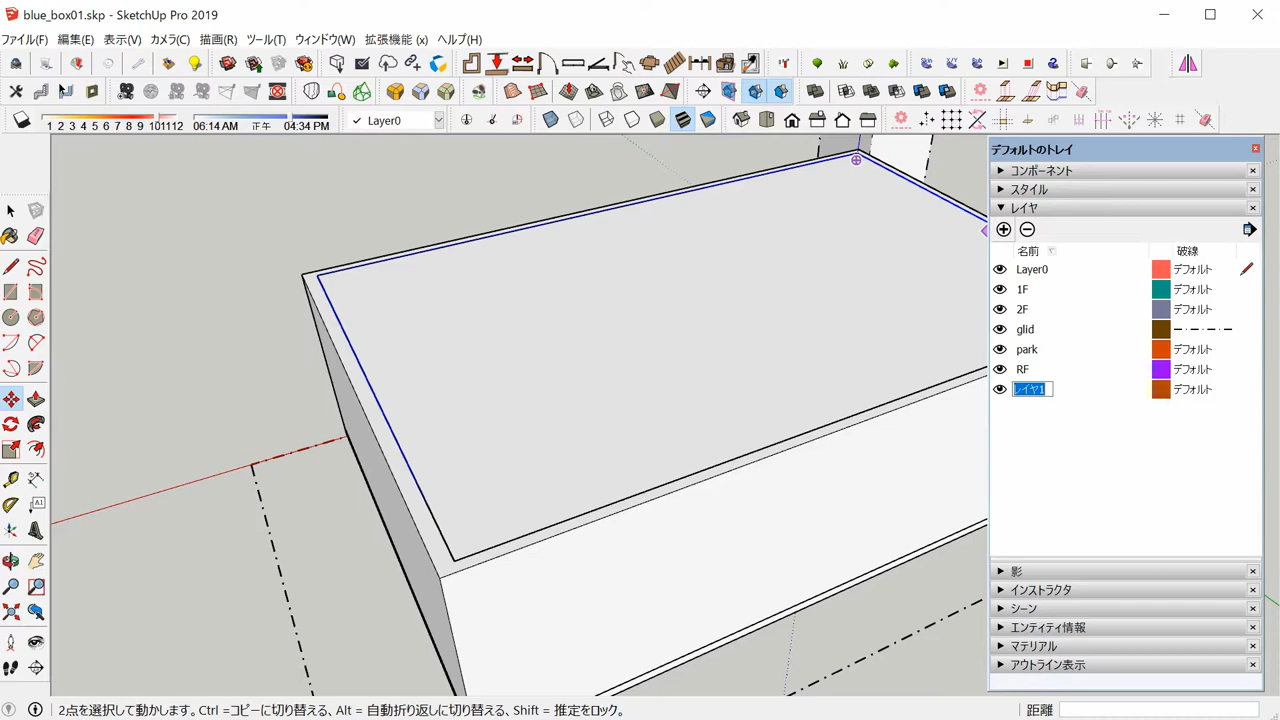 blue_box01.skp - SketchUp Pro 2019
ファイル(F) 編集(E) 表示(V) カメラ(C) 描画(R) ツール(T) ウィンドウ(W) 拡張機能 (x) ヘルプ(H)
1 2 3 4 5 6 7 8 9 101112 06:14 AM 正午 04:34 PM Layer0
デフォルトのトレイ
コンポーネント
スタイル
レイヤ
名前 破線
Layer0 デフォルト
1F デフォルト
2F デフォルト
glid
park デフォルト
RF デフォルト
レイヤ1 デフォルト
A1
影
インストラクタ
シーン
エンティティ情報
マテリアル
アウトライン表示
2点を選択して動かします。Ctrl =コピーに切り替える、Alt = 自動折り返しに切り替える、Shift = 推定をロック。 距離